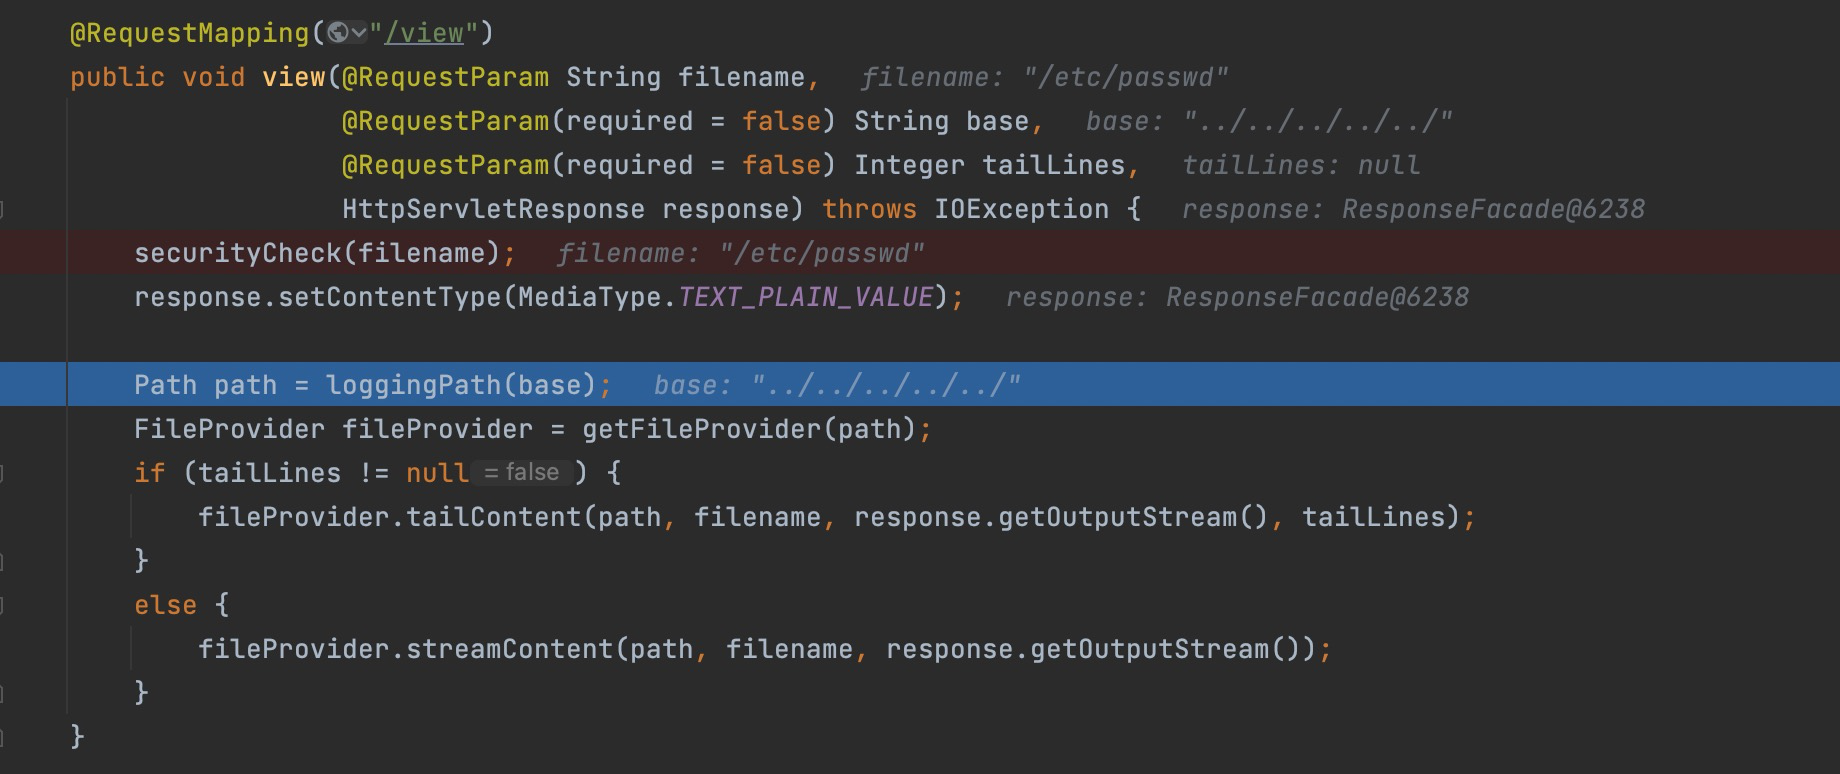 @RequestMapping("/view")
public void view(@RequestParam String filename, filename: "/etc/passwd"
@RequestParam(required = false) String base, base: "../../../../../"
@RequestParam(required = false) Integer tailLines, tailLines: null
HttpServletResponse response) throws IOException { response: ResponseFacade@6238
securityCheck(filename); filename: "/etc/passwd"
response.setContentType(MediaType.TEXT_PLAIN_VALUE); response: ResponseFacade@6238
Path path = loggingPath(base); base: "../../../../../"
FileProvider fileProvider = getFileProvider(path);
if (tailLines != null = false ) {
fileProvider.tailContent(path, filename, response.getOutputStream(), tailLines);
}
else {
fileProvider.streamContent(path, filename, response.getOutputStream());
}
}